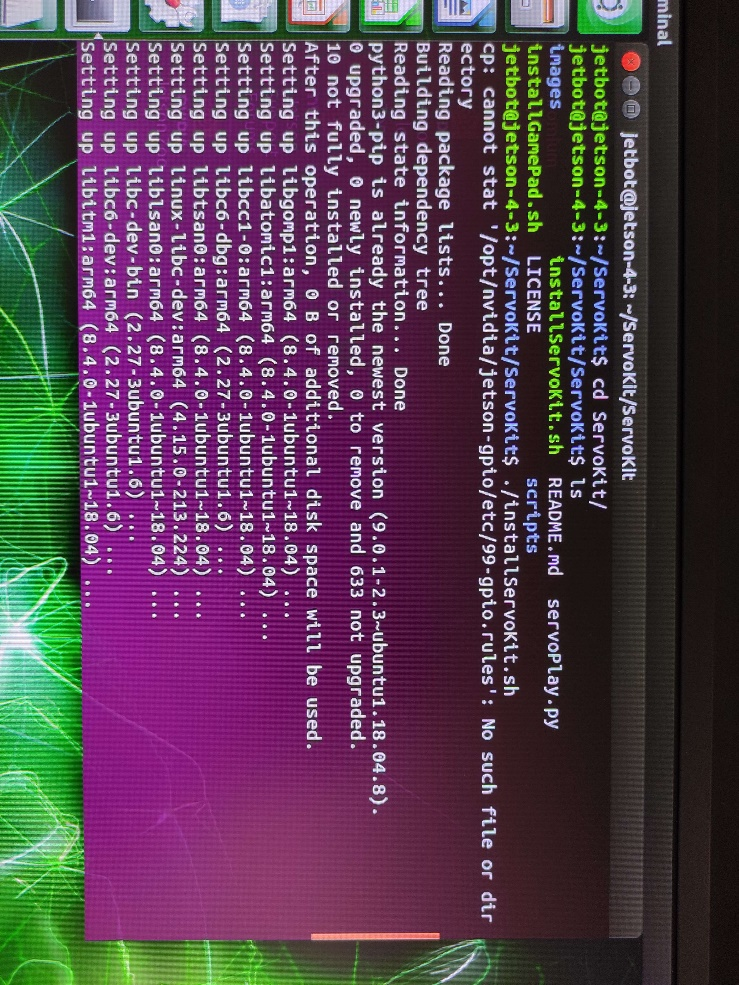 minal
jetbot@jetson-4-3: ~/ServoKit/ServoKit
jetbot@jetson-4-3:~/ServoKit$ cd ServoKit/
jetbot@jetson-4-3:~/ServoKit/ServoKit$ ls
images installServoKit.sh README.md servoPlay.py
installGamePad.sh LICENSE scripts
jetbot@jetson-4-3:~/ServoKit/ServoKit$ ./installServoKit.sh
cp: cannot stat '/opt/nvidia/jetson-gpio/etc/99-gpio.rules': No such file or dir
ectory
Reading package lists... Done
Building dependency tree
Reading state information... Done
python3-pip is already the newest version (9.0.1-2.3~ubuntu1.18.04.8).
0 upgraded, 0 newly installed, 0 to remove and 633 not upgraded.
10 not fully installed or removed.
After this operation, 0 B of additional disk space will be used.
Setting up libgomp1:arm64 (8.4.0-1ubuntu1~18.04) ...
Setting up libatomic1:arm64 (8.4.0-1ubuntu1~18.04) ...
Setting up libcc1-0:arm64 (8.4.0-1ubuntu1~18.04) ...
Setting up libc6-dbg:arm64 (2.27-3ubuntu1.6) ...
Setting up libtsan0:arm64 (8.4.0-1ubuntu1~18.04) ...
Setting up linux-libc-dev:arm64 (4.15.0-213.224) ...
Setting up liblsan0:arm64 (8.4.0-1ubuntu1~18.04) ...
Setting up libc-dev-bin (2.27-3ubuntu1.6) ...
Setting up libc6-dev:arm64 (2.27-3ubuntu1.6) ...
Setting up libitm1:arm64 (8.4.0-1ubuntu1~18.04) ...